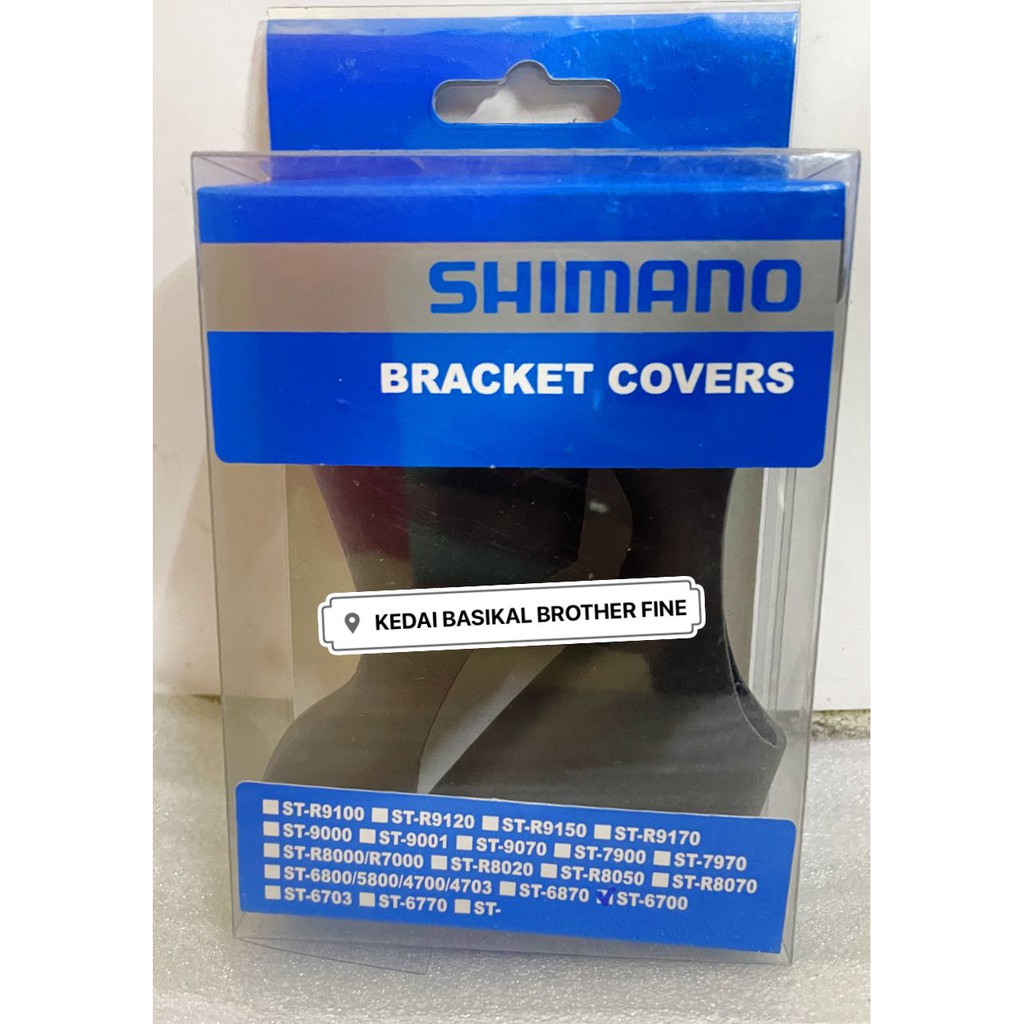 SHIMANO
BRACKET COVERS
KEDAI BASIKAL BROTHER FINE
ST-R9100 ST-R9120 ST-R9150 ST-R9170
ST-9000 ST-9001 ST-9070 ST-7900 ST-7970
ST-R8000/R7000 ST-R8020 ST-R8050 ST-R8070
ST-6800/5800/4700/4703 ST-6870 ST-6700
ST-6703 ST-6770 ST-